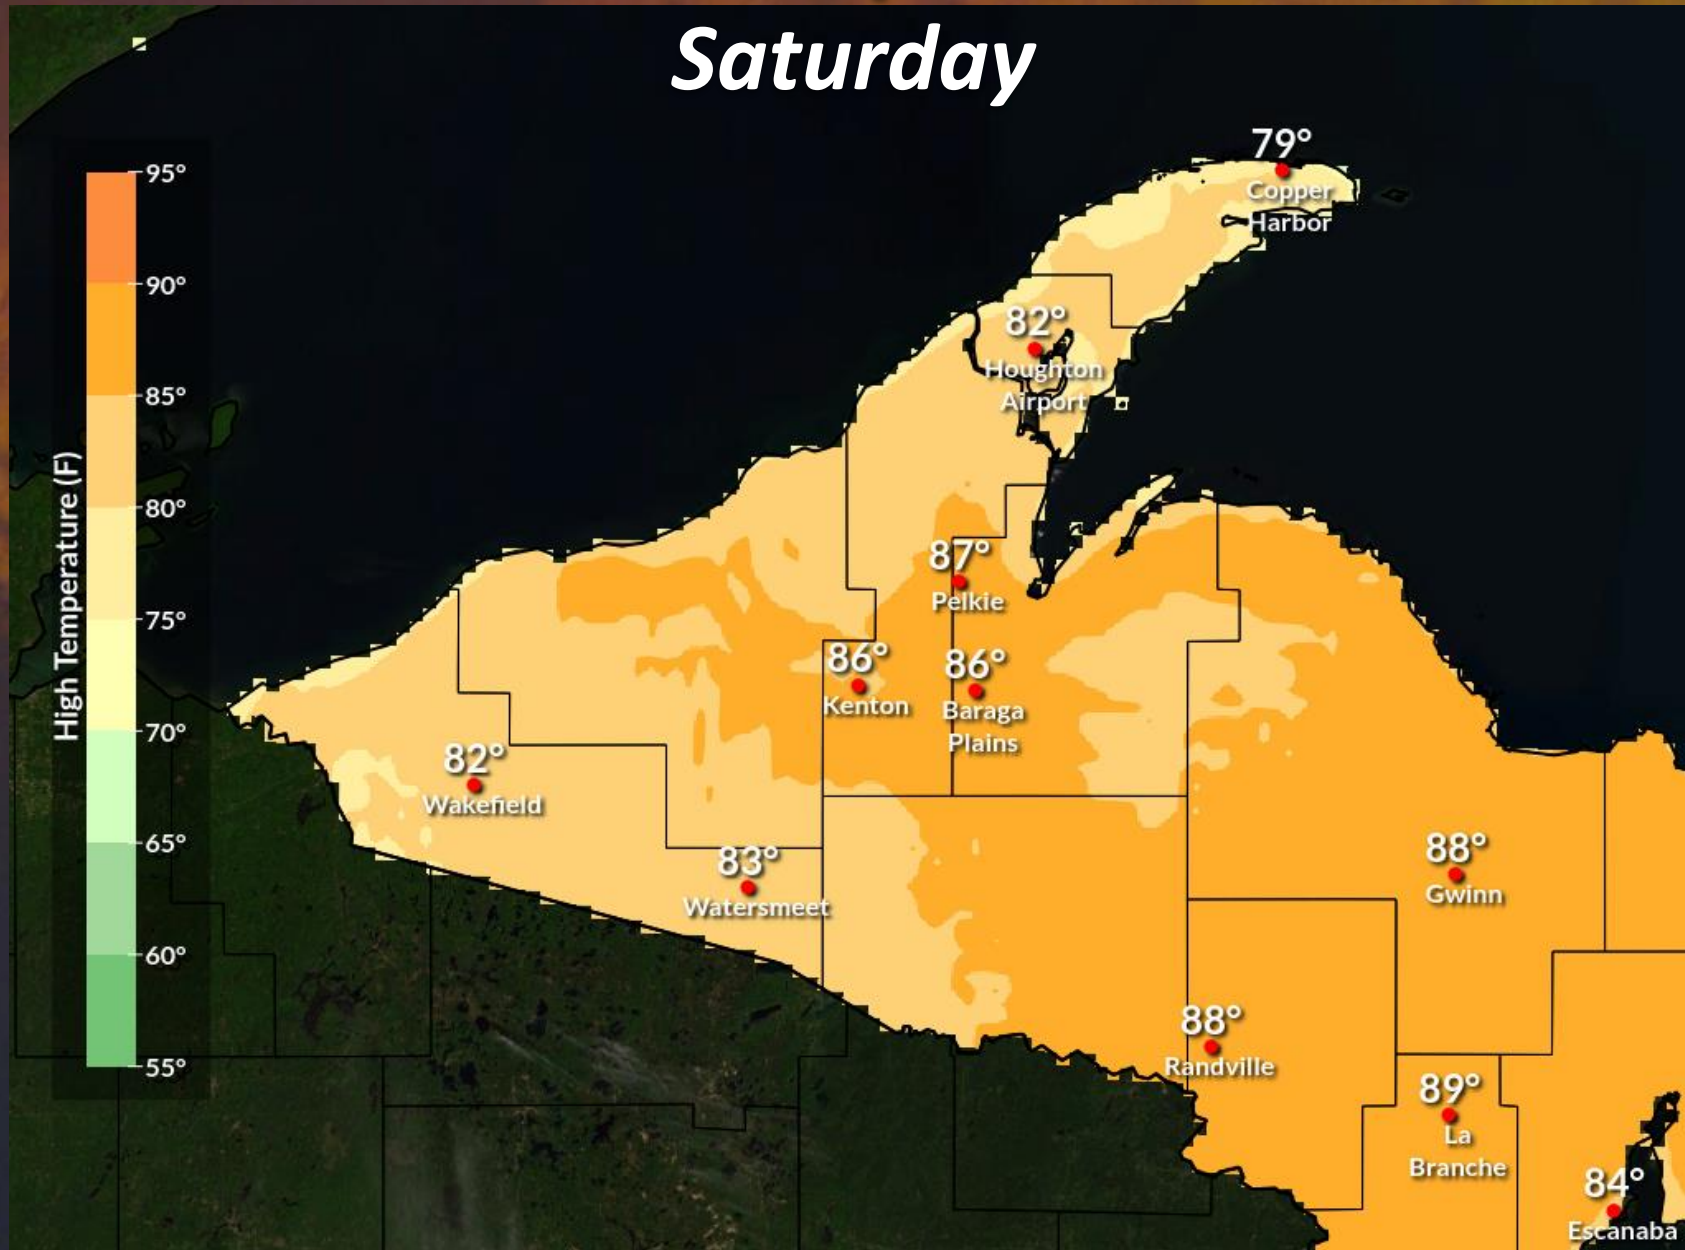 Saturday
High Temperature (F)
95°
90°
85°
80°
75°
70°
65°
60°
55°
79°
Copper
Harbor
82°
Houghton
Airport
87°
Pelkie
86°
Kenton
86°
Baraga
Plains
82°
Wakefield
83°
Watersmeet
88°
Gwinn
88°
Randville
89°
La
Branche
84°
Escanaba